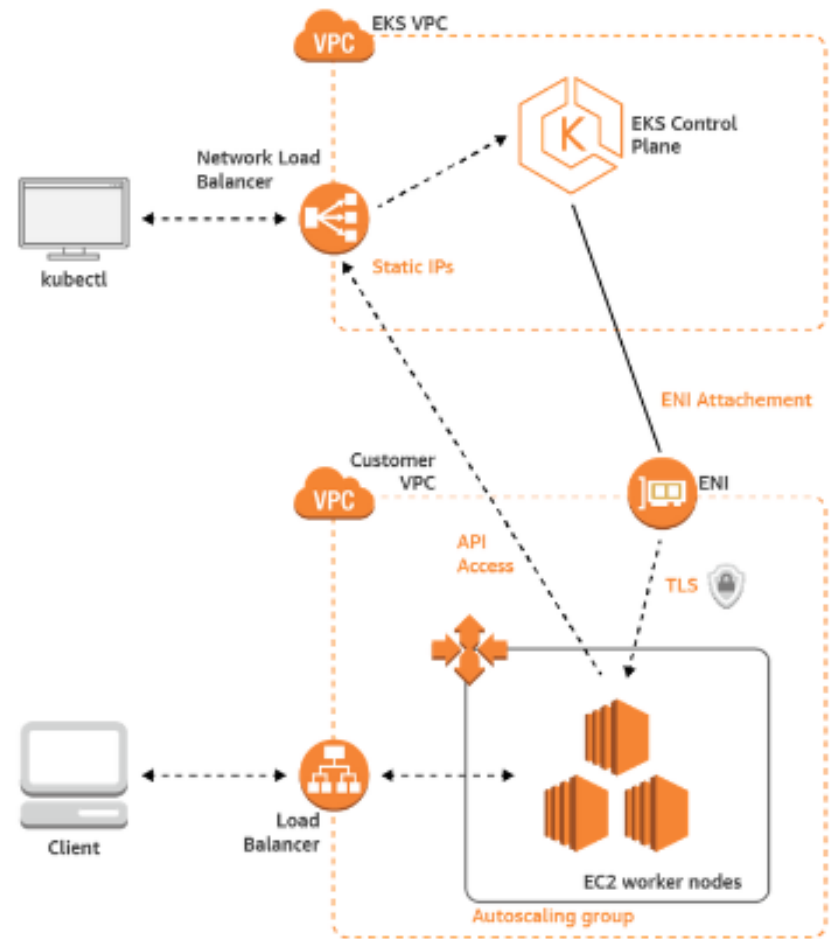 VPC
EKS VPC
K
EKS Control
Plane
Network Load
Balancer
kubectl
Static IPs
ENI Attachement
Customer
VPC
VPC
ENI
API
Access
TLS
Client
Load
Balancer
EC2 worker nodes
Autoscaling group